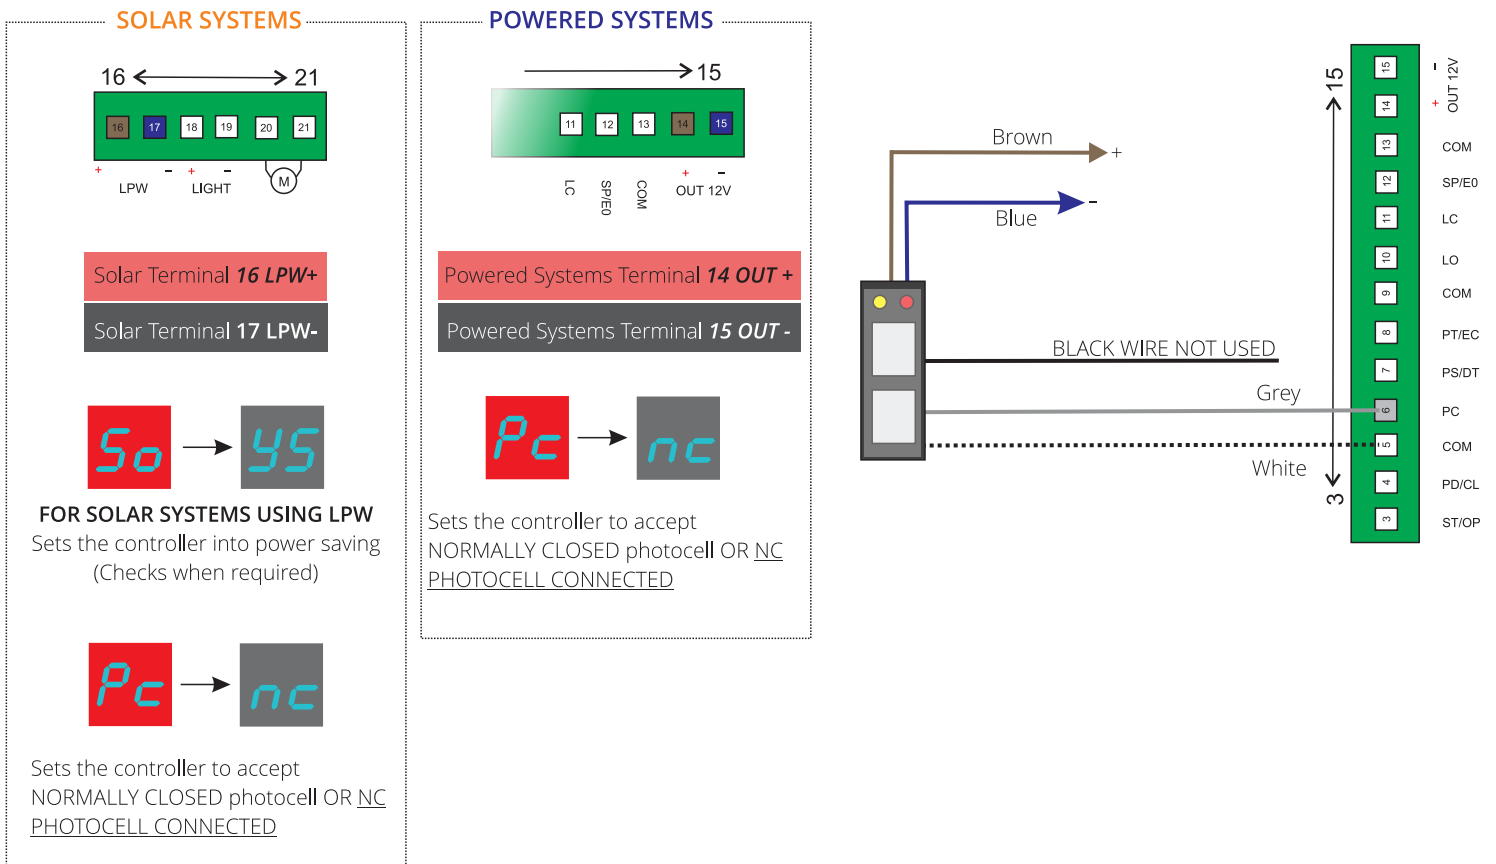 SOLAR SYSTEMS
16 21
16 17 18 19 20 21
+ - + -
LPW LIGHT M
Solar Terminal 16 LPW+
Solar Terminal 17 LPW-
So YS
FOR SOLAR SYSTEMS USING LPW
Sets the controller into power saving
(Checks when required)
Pc nc
Sets the controller to accept
NORMALLY CLOSED photocell OR NC
PHOTOCELL CONNECTED
POWERED SYSTEMS
15
11 12 13 14 15
+ -
LC SP/E0 COM OUT 12V
Powered Systems Terminal 14 OUT +
Powered Systems Terminal 15 OUT -
Pc nc
Sets the controller to accept
NORMALLY CLOSED photocell OR NC
PHOTOCELL CONNECTED
Brown +
Blue -
BLACK WIRE NOT USED
Grey
White
15
3
15 -
14 + OUT 12V
13 COM
12 SP/E0
11 LC
10 LO
9 COM
8 PT/EC
7 PS/DT
6 PC
5 COM
4 PD/CL
3 ST/OP